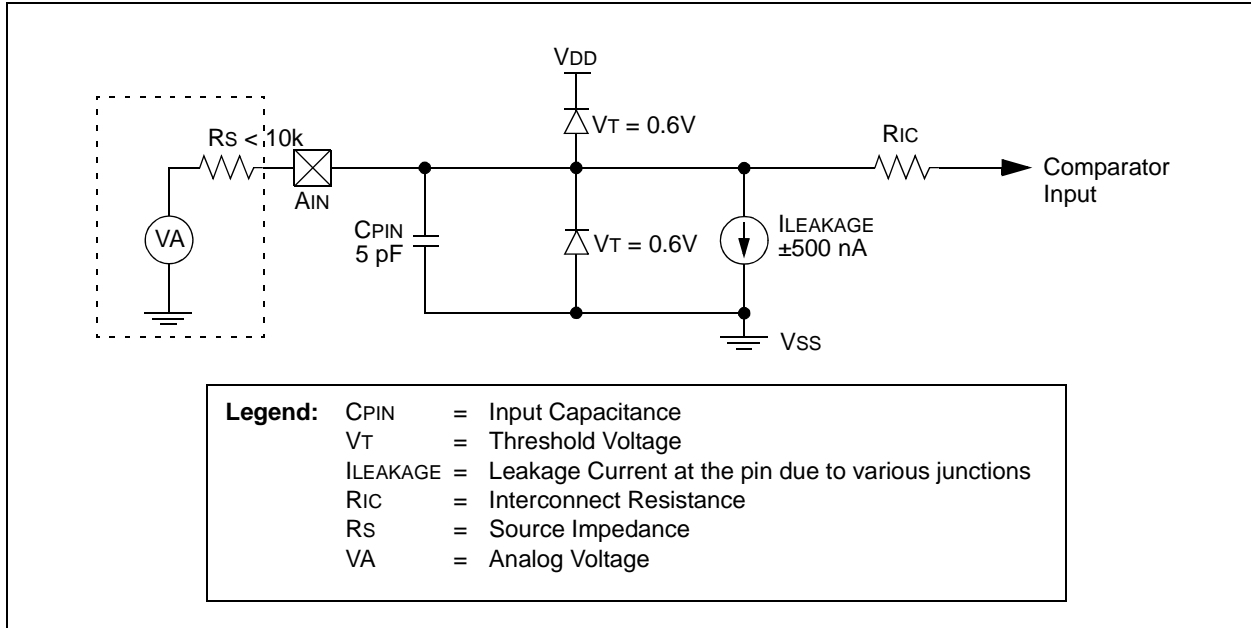 VDD
VT = 0.6V
RS < 10k
RIC
AIN
Comparator
Input
VA
CPIN
5 pF
VT = 0.6V
ILEAKAGE
±500 nA
VSS
Legend: CPIN = Input Capacitance
VT = Threshold Voltage
ILEAKAGE = Leakage Current at the pin due to various junctions
RIC = Interconnect Resistance
RS = Source Impedance
VA = Analog Voltage